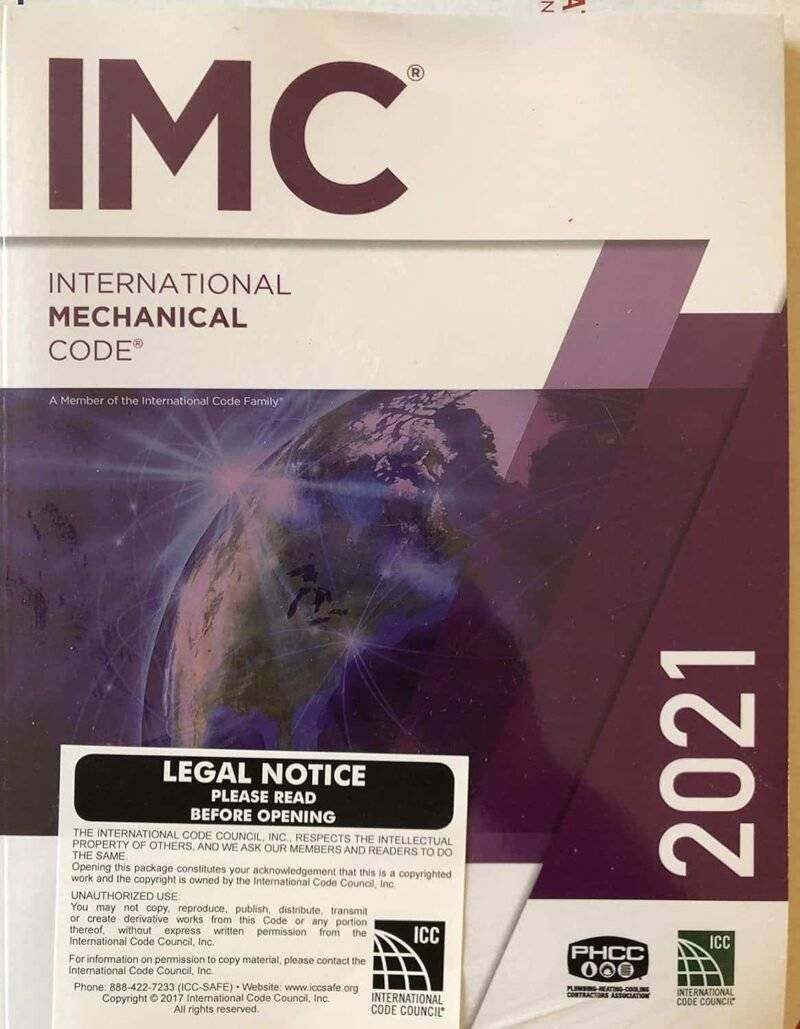 IMC®
INTERNATIONAL
MECHANICAL
CODE®
A Member of the International Code Family®
2021
LEGAL NOTICE
PLEASE READ
BEFORE OPENING
THE INTERNATIONAL CODE COUNCIL, INC., RESPECTS THE INTELLECTUAL
PROPERTY OF OTHERS, AND WE ASK OUR MEMBERS AND READERS TO DO
THE SAME.
Opening this package constitutes your acknowledgement that this is a copyrighted
work and the copyright is owned by the International Code Council, Inc.
UNAUTHORIZED USE:
You may not copy, reproduce, publish, distribute, transmit
or create derivative works from this Code or any portion
thereof, without express written permission from the
International Code Council, Inc.
For information on permission to copy material, please contact the
International Code Council, Inc.
Phone: 888-422-7233 (ICC-SAFE) • Website: www.iccsafe.org
Copyright © 2017 International Code Council, Inc.
All rights reserved.
ICC
INTERNATIONAL
CODE COUNCIL®
PHCC
PLUMBING-HEATING-COOLING
CONTRACTORS ASSOCIATION
ICC
INTERNATIONAL
CODE COUNCIL®